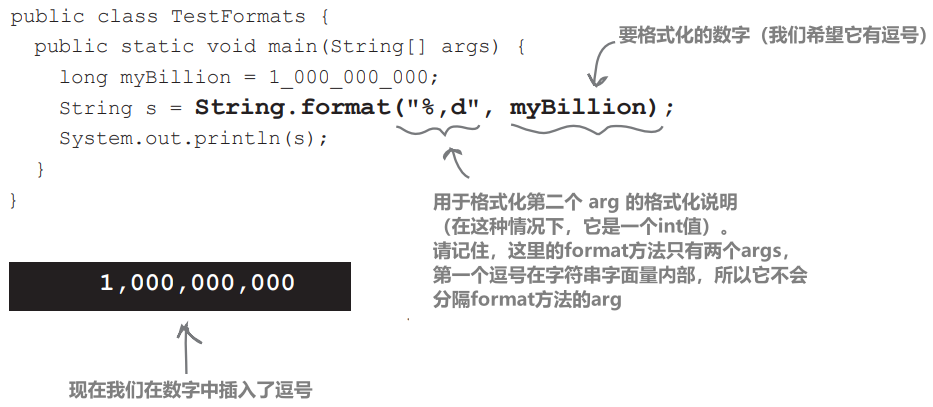 public class TestFormats {
public static void main(String[] args) {
要格式化的数字（我们希望它有逗号）
long myBillion = 1_000_000_000;
String s = String.format("%,d", myBillion);
System.out.println(s);
}
}
用于格式化第二个 arg 的格式化说明
（在这种情况下，它是一个int值）。
请记住，这里的format方法只有两个args，
第一个逗号在字符串字面量内部，所以它不会
分隔format方法的arg
1,000,000,000
现在我们在数字中插入了逗号